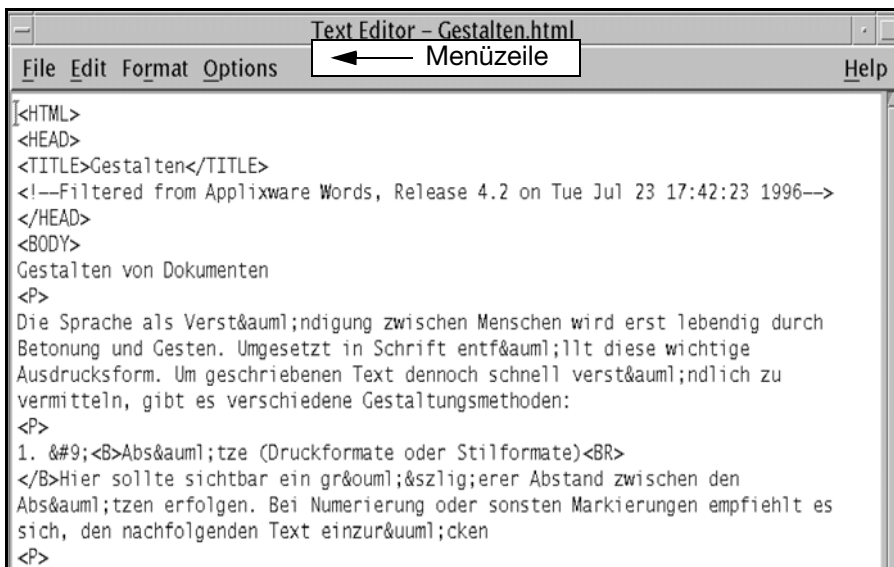 Text Editor – Gestalten.html
Menüzeile
File Edit Format Options Help
<HTML>
<HEAD>
<TITLE>Gestalten</TITLE>
<!--Filtered from Applixware Words, Release 4.2 on Tue Jul 23 17:42:23 1996-->
</HEAD>
<BODY>
Gestalten von Dokumenten
<P>
Die Sprache als Verst&auml;ndigung zwischen Menschen wird erst lebendig durch
Betonung und Gesten. Umgesetzt in Schrift entf&auml;llt diese wichtige
Ausdrucksform. Um geschriebenen Text dennoch schnell verst&auml;ndlich zu
vermitteln, gibt es verschiedene Gestaltungsmethoden:
<P>
1. &#9;<B>Abs&auml;tze (Druckformate oder Stilformate)<BR>
</B>Hier sollte sichtbar ein gr&ouml;&szlig;erer Abstand zwischen den
Abs&auml;tzen erfolgen. Bei Numerierung oder sonsten Markierungen empfiehlt es
sich, den nachfolgenden Text einzur&uuml;cken
<P>